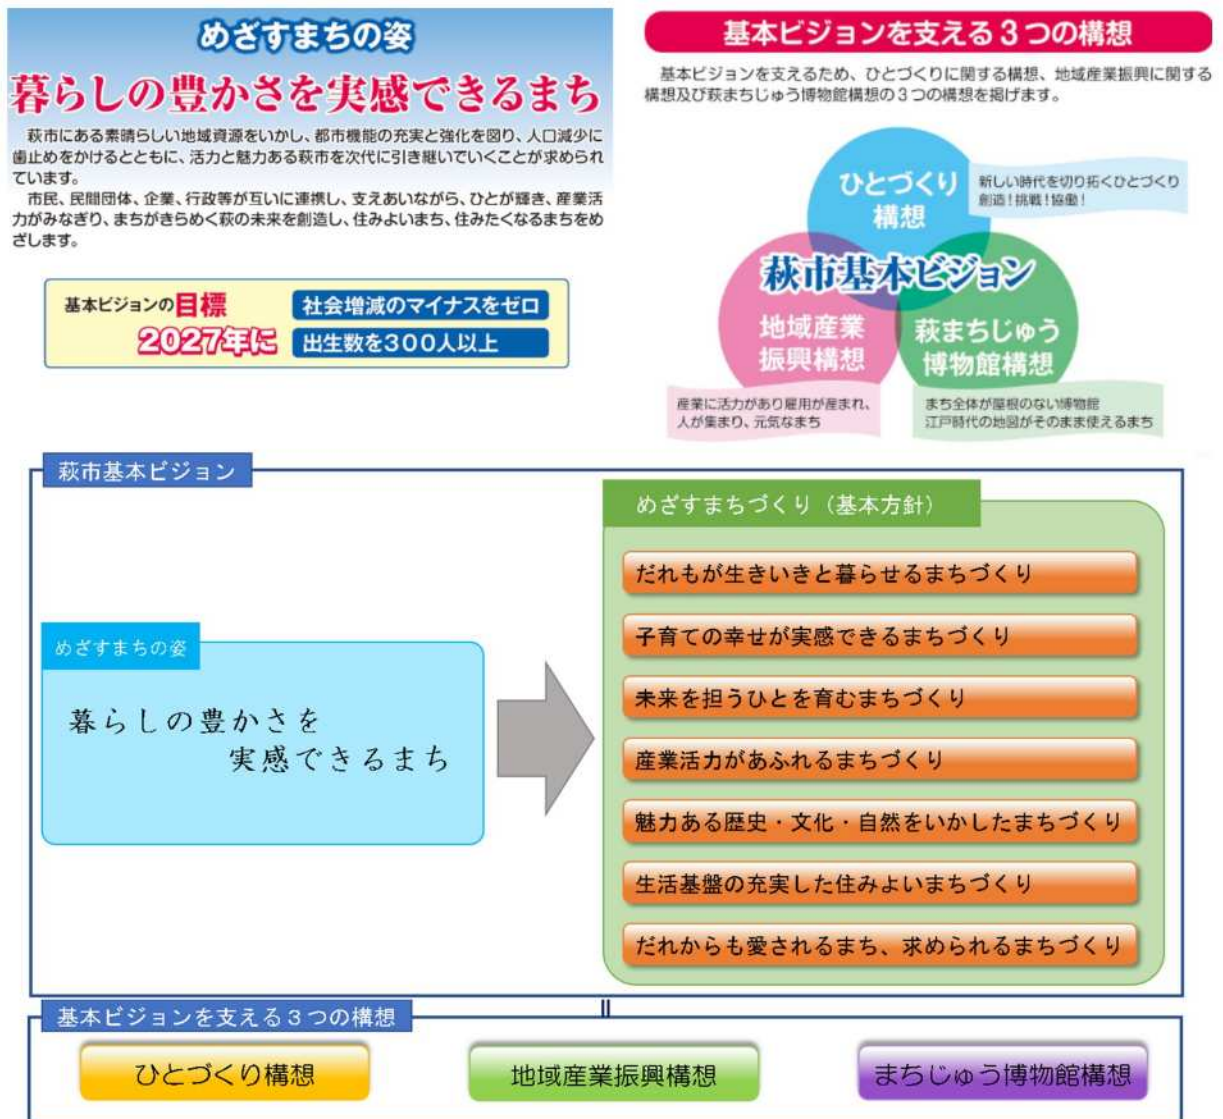 めざすまちの姿
暮らしの豊かさを実感できるまち
萩市にある素晴らしい地域資源をいかし、都市機能の充実と強化を図り、人口減少に
歯止めをかけるとともに、活力と魅力ある萩市を次代に引き継いでいくことが求められ
ています。
市民、民間団体、企業、行政等が互いに連携し、支えあいながら、ひとが輝き、産業活
力がみなぎり、まちがきらめく萩の未来を創造し、住みよいまち、住みたくなるまちをめ
ざします。
基本ビジョンの目標
2027年に
社会増減のマイナスをゼロ
出生数を300人以上
基本ビジョンを支える3つの構想
基本ビジョンを支えるため、ひとづくりに関する構想、地域産業振興に関する
構想及び萩まちじゅう博物館構想の3つの構想を掲げます。
ひとづくり
構想
新しい時代を切り拓くひとづくり
創造!挑戦!協働!
萩市基本ビジョン
地域産業
振興構想
萩まちじゅう
博物館構想
産業に活力があり雇用が産まれ、
人が集まり、元気なまち
まち全体が屋根のない博物館
江戸時代の地図がそのまま使えるまち
萩市基本ビジョン
めざすまちの姿
暮らしの豊かさを
実感できるまち
めざすまちづくり(基本方針)
だれもが生きいきと暮らせるまちづくり
子育ての幸せが実感できるまちづくり
未来を担うひとを育むまちづくり
産業活力があふれるまちづくり
魅力ある歴史・文化・自然をいかしたまちづくり
生活基盤の充実した住みよいまちづくり
だれからも愛されるまち、求められるまちづくり
基本ビジョンを支える3つの構想
ひとづくり構想
地域産業振興構想
まちじゅう博物館構想